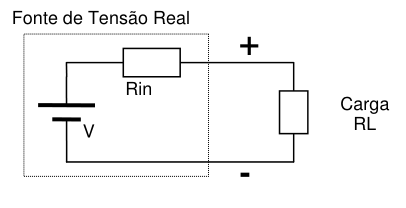 Fonte de Tensão Real
+
Rin
V
Carga
RL
-